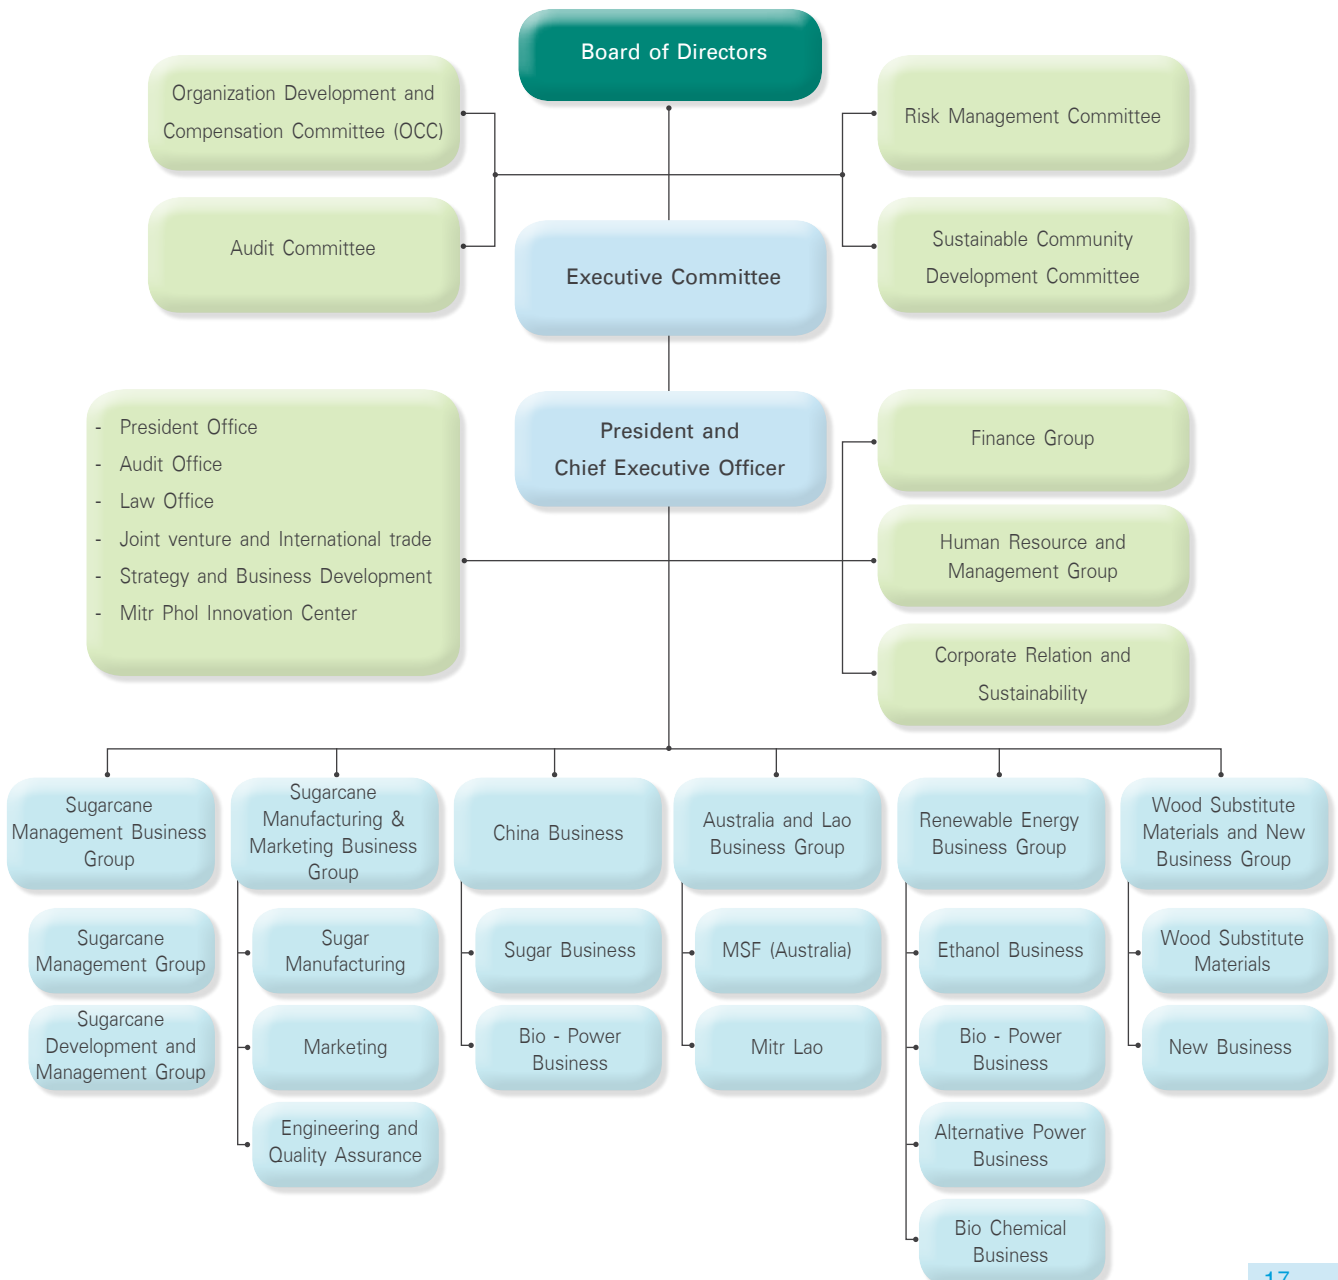 Board of Directors
Organization Development and
Compensation Committee (OCC)
Risk Management Committee
Audit Committee
Sustainable Community
Development Committee
Executive Committee
President and
Chief Executive Officer
- President Office
- Audit Office
- Law Office
- Joint venture and International trade
- Strategy and Business Development
- Mitr Phol Innovation Center
Finance Group
Human Resource and
Management Group
Corporate Relation and
Sustainability
Sugarcane
Management Business
Group
Sugarcane
Management Group
Sugarcane
Development and
Management Group
Sugarcane
Manufacturing &
Marketing Business
Group
Sugar
Manufacturing
Marketing
Engineering and
Quality Assurance
China Business
Sugar Business
Bio - Power
Business
Australia and Lao
Business Group
MSF (Australia)
Mitr Lao
Renewable Energy
Business Group
Ethanol Business
Bio - Power
Business
Alternative Power
Business
Bio Chemical
Business
Wood Substitute
Materials and New
Business Group
Wood Substitute
Materials
New Business
17